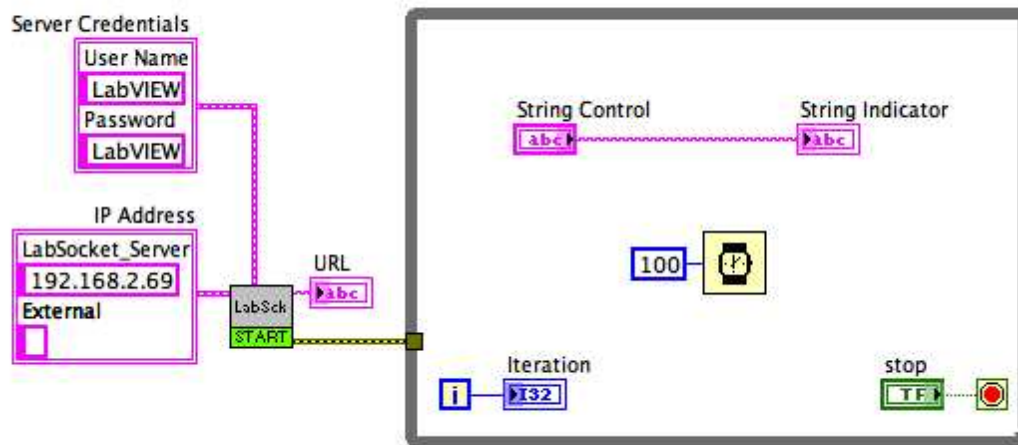 Server Credentials
User Name
LabVIEW
Password
LabVIEW
IP Address
LabSocket_Server
192.168.2.69
External
URL
abc
LabSck
START
String Control
abc
String Indicator
abc
100
Iteration
i
I32
stop
TF